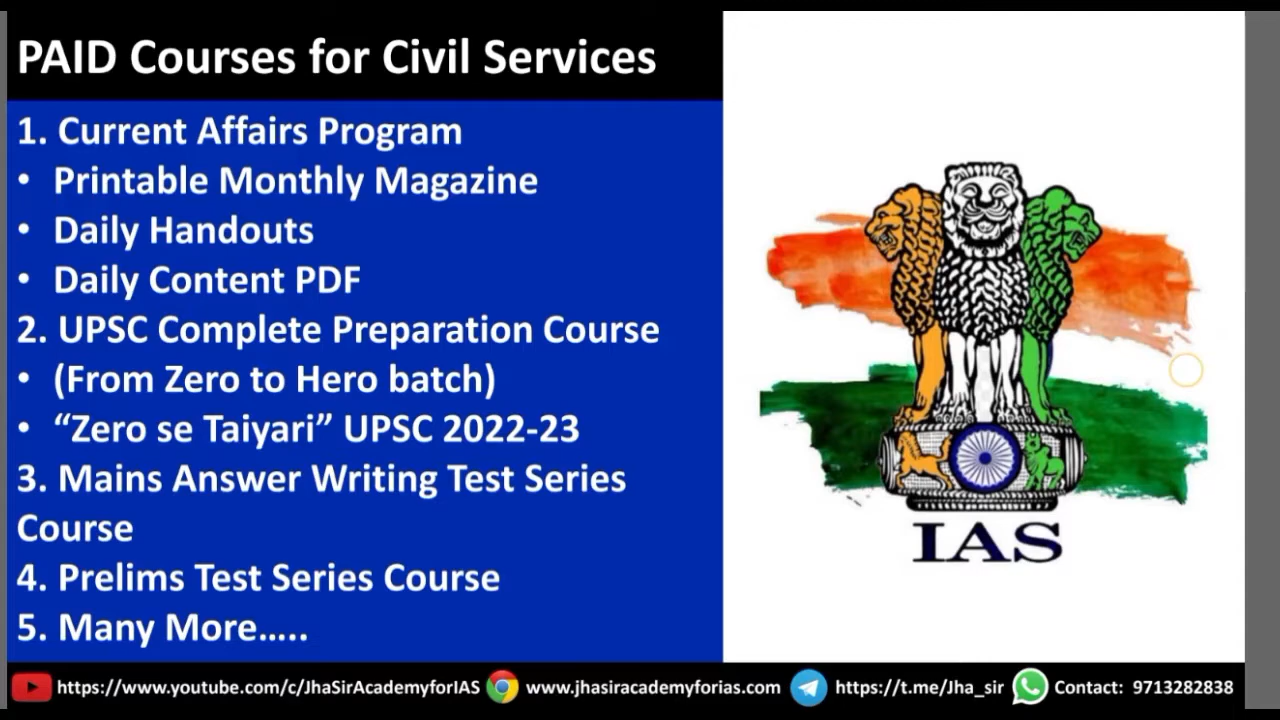 PAID Courses for Civil Services
1. Current Affairs Program
• Printable Monthly Magazine
• Daily Handouts
• Daily Content PDF
2. UPSC Complete Preparation Course
• (From Zero to Hero batch)
• “Zero se Taiyari” UPSC 2022-23
3. Mains Answer Writing Test Series
Course
4. Prelims Test Series Course
5. Many More.....
IAS
https://www.youtube.com/c/JhaSirAcademyforIAS www.jhasiracademyforias.com https://t.me/Jha_sir Contact: 9713282838